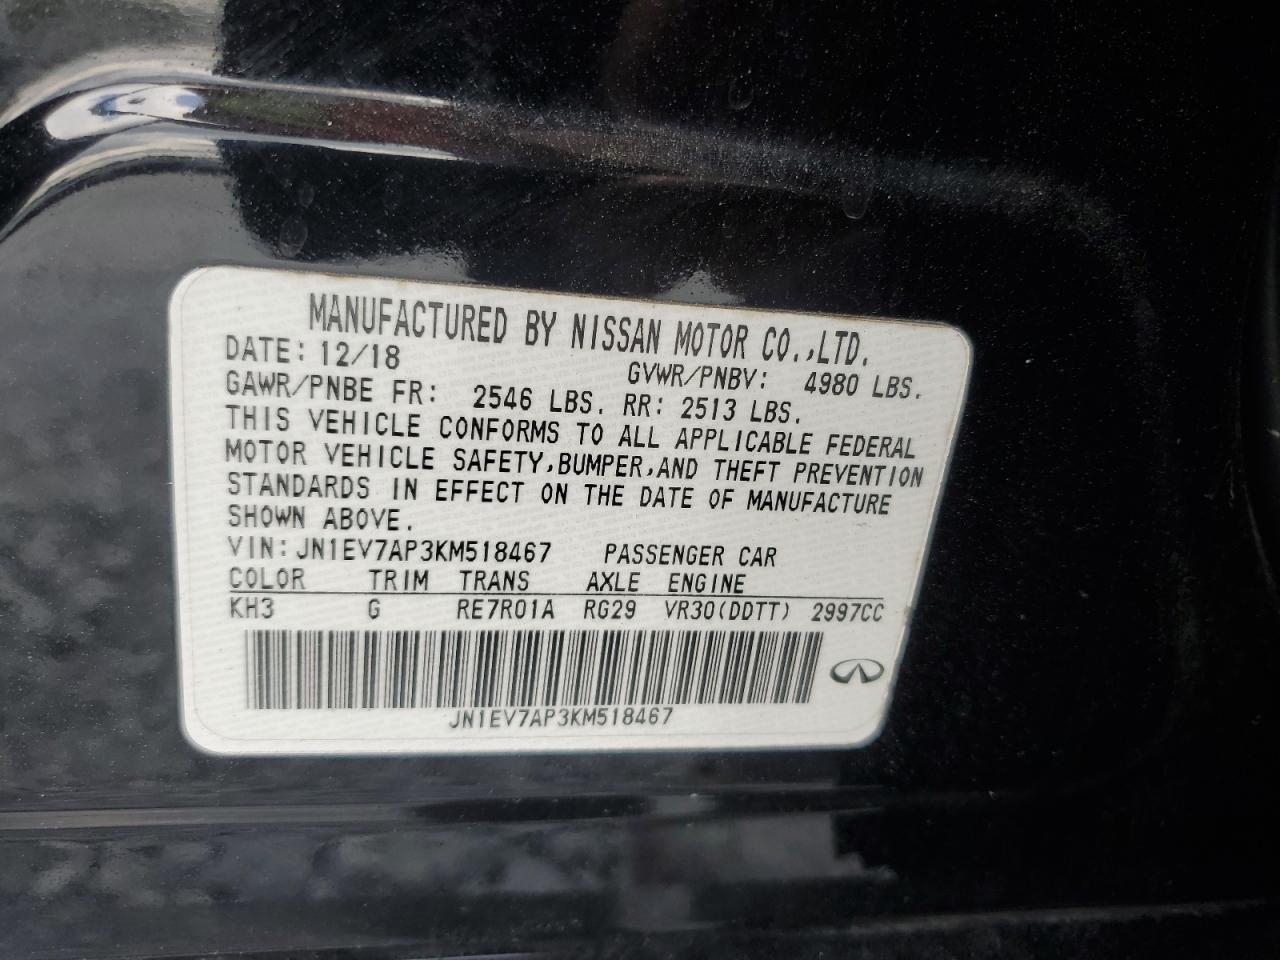 MANUFACTURED BY NISSAN MOTOR CO.,LTD.
DATE: 12/18 GVWR/PNBV: 4980 LBS.
GAWR/PNBE FR: 2546 LBS. RR: 2513 LBS.
THIS VEHICLE CONFORMS TO ALL APPLICABLE FEDERAL
MOTOR VEHICLE SAFETY,BUMPER,AND THEFT PREVENTION
STANDARDS IN EFFECT ON THE DATE OF MANUFACTURE
SHOWN ABOVE.
VIN: JN1EV7AP3KM518467 PASSENGER CAR
COLOR TRIM TRANS AXLE ENGINE
KH3 G RE7R01A RG29 VR30(DDTT) 2997CC
JN1EV7AP3KM518467